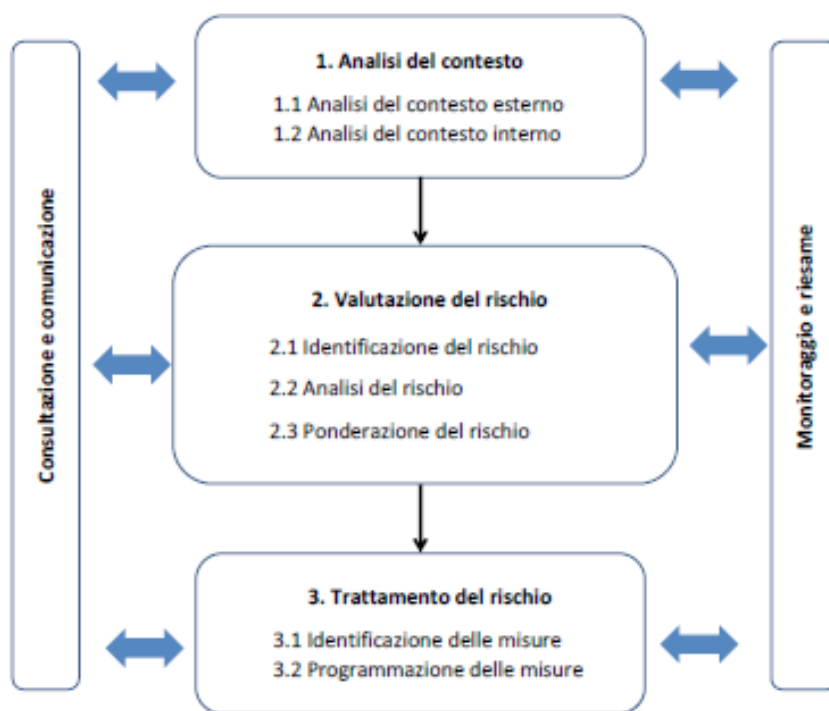 Consultazione e comunicazione
1. Analisi del contesto
1.1 Analisi del contesto esterno
1.2 Analisi del contesto interno
2. Valutazione del rischio
2.1 Identificazione del rischio
2.2 Analisi del rischio
2.3 Ponderazione del rischio
3. Trattamento del rischio
3.1 Identificazione delle misure
3.2 Programmazione delle misure
Monitoraggio e riesame